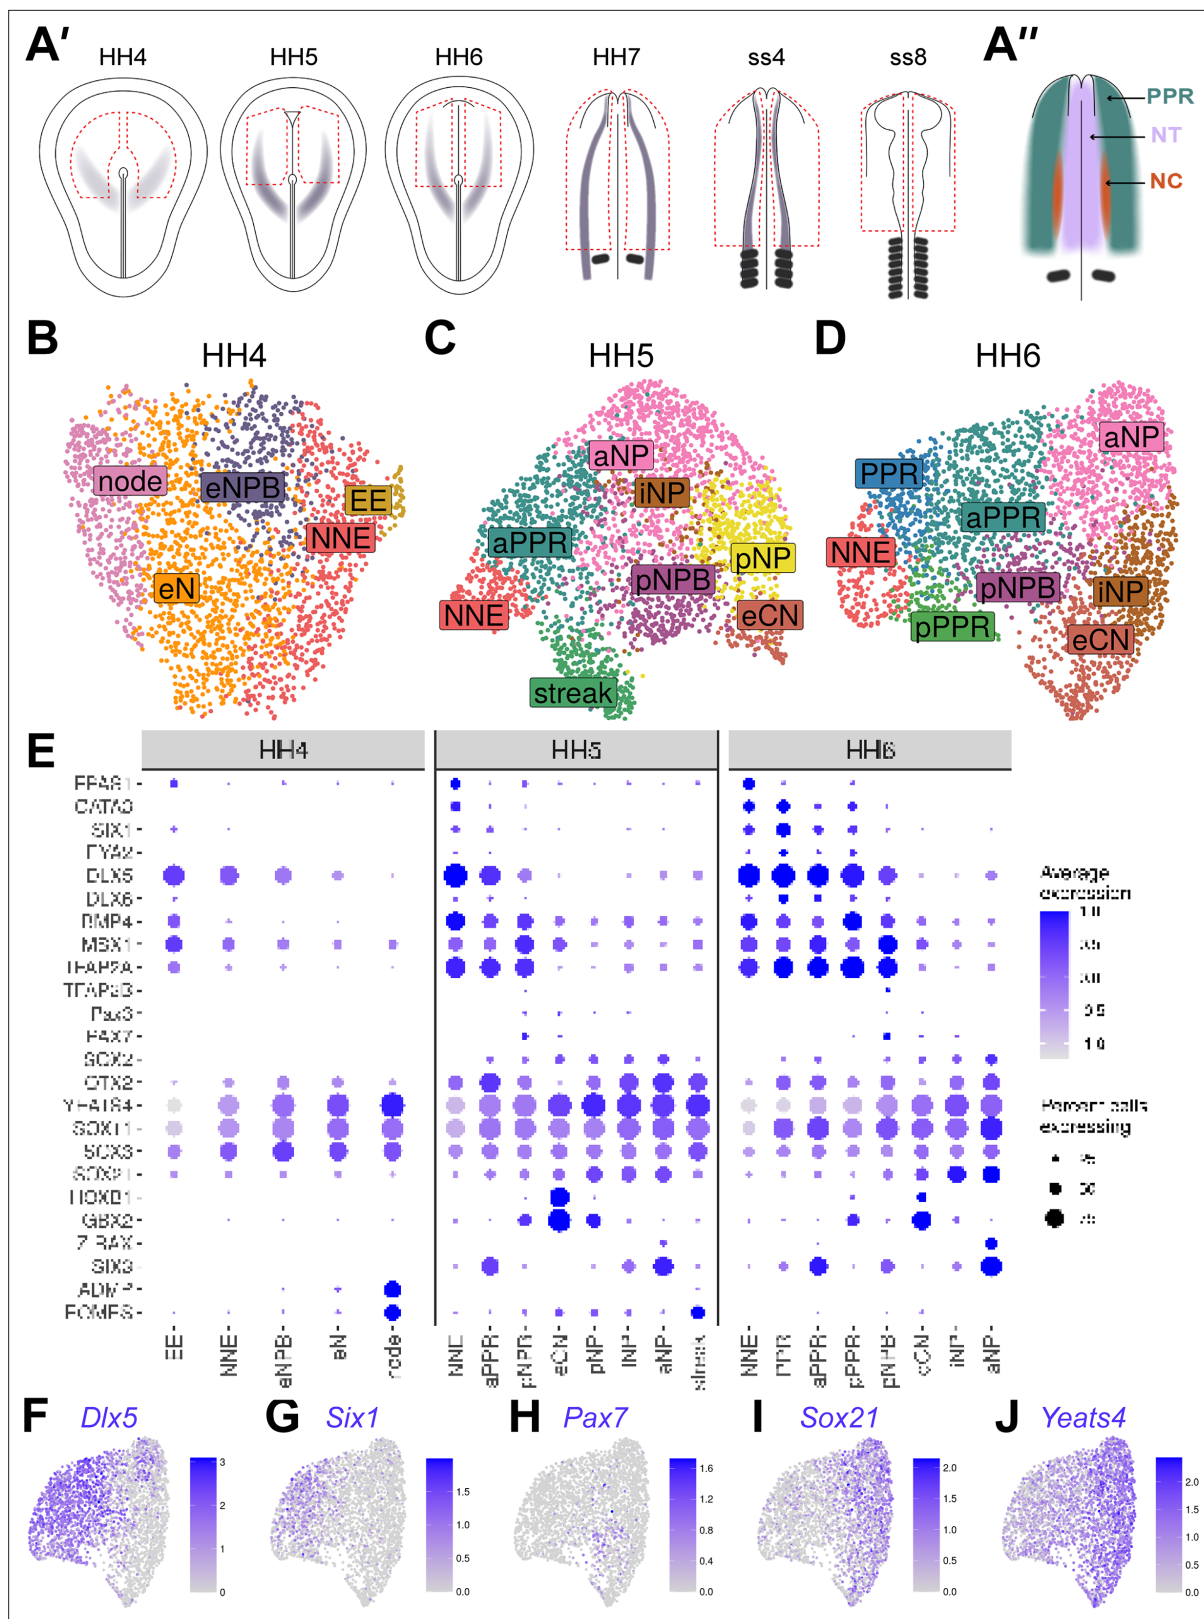 A′
HH4
HH5
HH6
HH7
ss4
ss8
A″
PPR
NT
NC
B
HH4
node
eNPB
EE
NNE
eN
C
HH5
aNP
iNP
aPPR
pNP
pNPB
NNE
eCN
streak
D
HH6
aNP
PPR
aPPR
NNE
pNPB
iNP
pPPR
eCN
E
HH4
HH5
HH6
SIX1
DLX5
DLX6
BMP4
MSX1
TFAP2A
PAX7
SOX2
OTX2
YEATS4
SOX11
SOX3
SOX21
HOXB1
GBX2
SIX3
ADMP
EOMES
EE
NNE
eNPB
eN
node
NNE
aPPR
pNPB
eCN
pNP
iNP
aNP
streak
NNE
PPR
aPPR
pPPR
pNPB
eCN
iNP
aNP
Average
expression
Percent cells
expressing
F
Dlx5
3
2
1
0
G
Six1
1.5
1.0
0.5
0.0
H
Pax7
1.6
1.2
0.8
0.4
0.0
I
Sox21
2.0
1.5
1.0
0.5
0.0
J
Yeats4
2.0
1.5
1.0
0.5
0.0